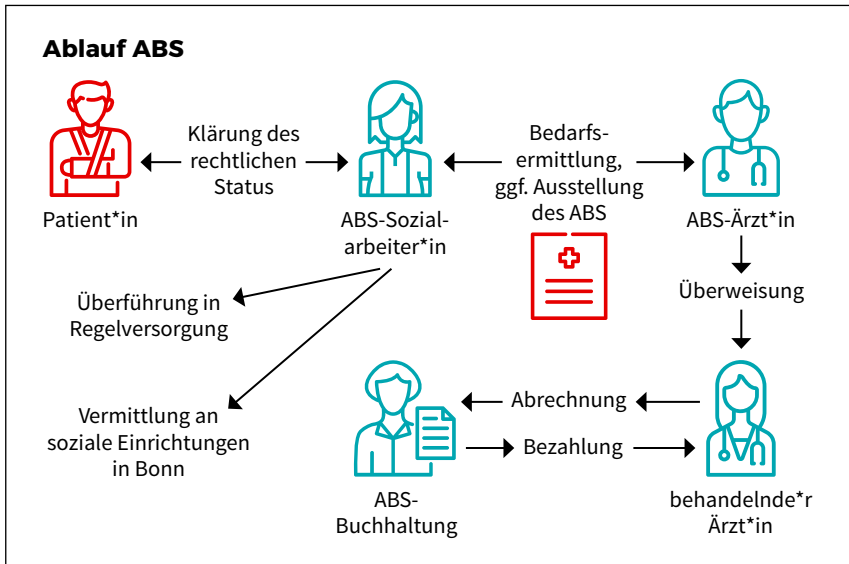 Ablauf ABS
Klärung des
rechtlichen
Status
Bedarfs-
ermittlung,
ggf. Ausstellung
des ABS
Patient*in
ABS-Sozial-
arbeiter*in
ABS-Ärzt*in
Überweisung
Überführung in
Regelversorgung
Vermittlung an
soziale Einrichtungen
in Bonn
Abrechnung
Bezahlung
ABS-
Buchhaltung
behandelnde*r
Ärzt*in